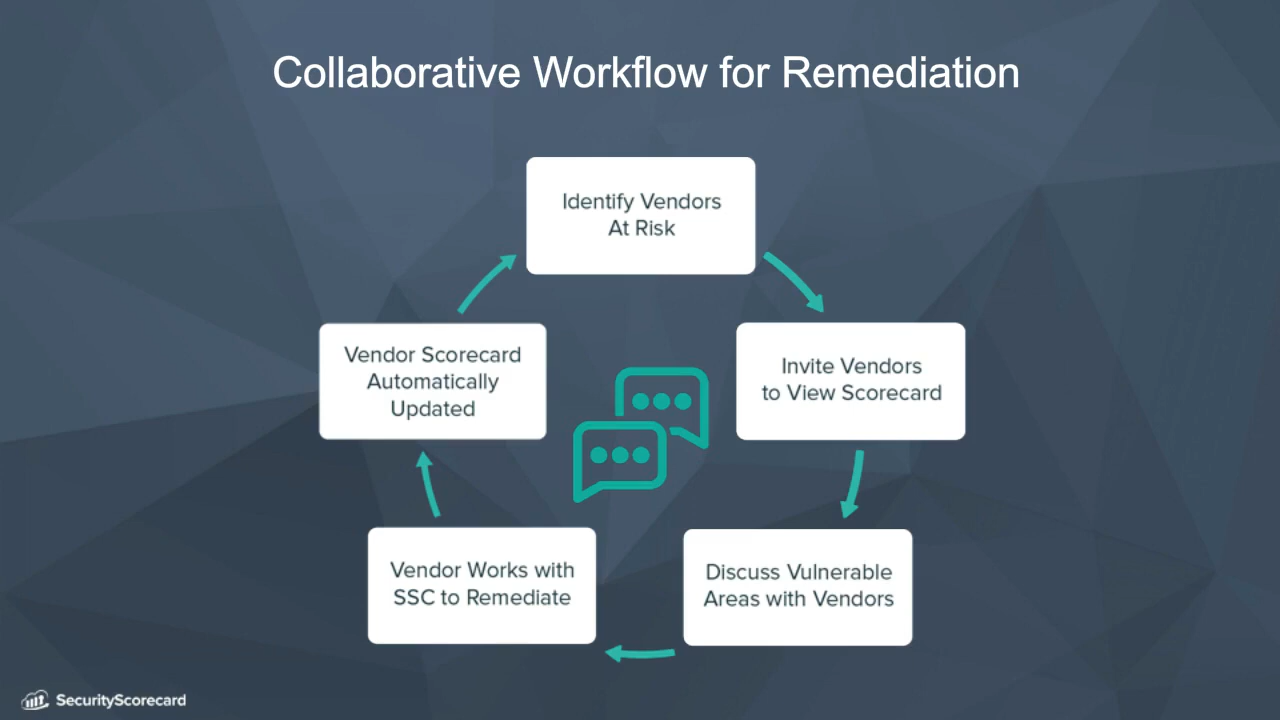 Collaborative Workflow for Remediation
Identify Vendors
At Risk
Invite Vendors
to View Scorecard
Discuss Vulnerable
Areas with Vendors
Vendor Works with
SSC to Remediate
Vendor Scorecard
Automatically
Updated
SecurityScorecard